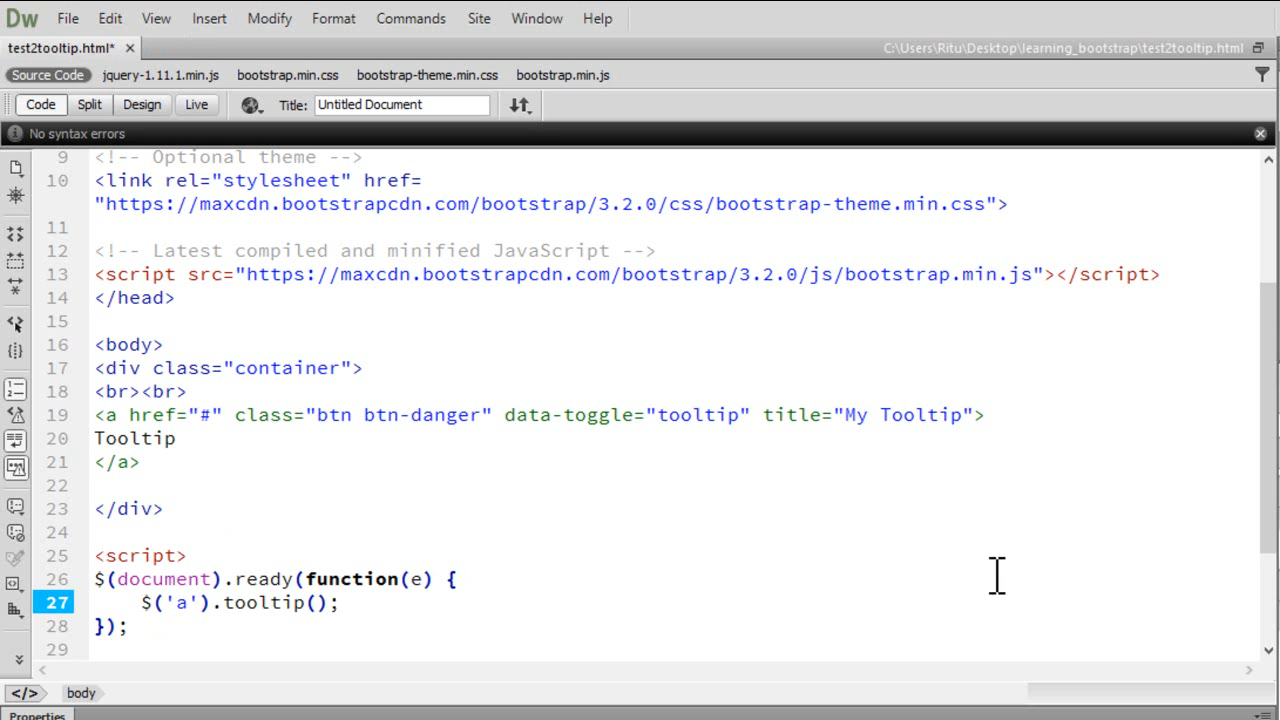 Dw File Edit View Insert Modify Format Commands Site Window Help
test2tooltip.html* × C:\Users\Ritu\Desktop\learning_bootstrap\test2tooltip.html
Source Code jquery-1.11.1.min.js bootstrap.min.css bootstrap-theme.min.css bootstrap.min.js
Code Split Design Live Title: Untitled Document
No syntax errors
9 <!-- Optional theme -->
10 <link rel="stylesheet" href=
"https://maxcdn.bootstrapcdn.com/bootstrap/3.2.0/css/bootstrap-theme.min.css">
11
12 <!-- Latest compiled and minified JavaScript -->
13 <script src="https://maxcdn.bootstrapcdn.com/bootstrap/3.2.0/js/bootstrap.min.js"></script>
14 </head>
15
16 <body>
17 <div class="container">
18 <br><br>
19 <a href="#" class="btn btn-danger" data-toggle="tooltip" title="My Tooltip">
20 Tooltip
21 </a>
22
23 </div>
24
25 <script>
26 $(document).ready(function(e) {
27 $('a').tooltip();
28 });
29
</> body
Properties